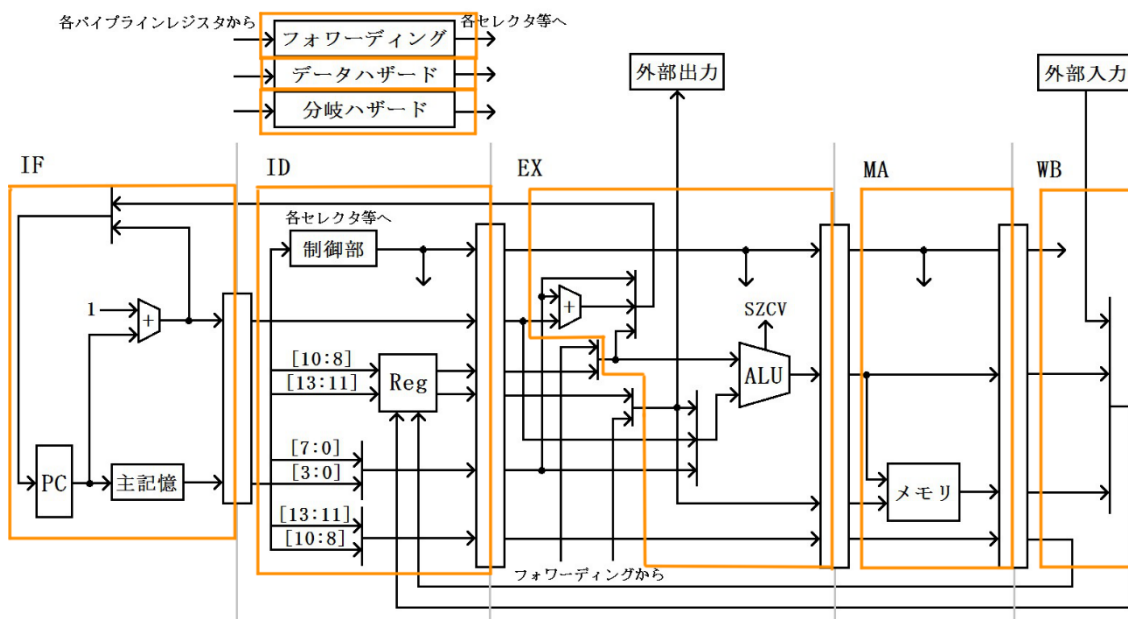 各パイプラインレジスタから
各セレクタ等へ
フォワーディング
データハザード
分岐ハザード
外部出力
外部入力
IF
ID
EX
MA
WB
各セレクタ等へ
制御部
1
+
+
SZCV
[10:8]
[13:11]
Reg
ALU
[7:0]
[3:0]
PC
主記憶
メモリ
[13:11]
[10:8]
フォワーディングから